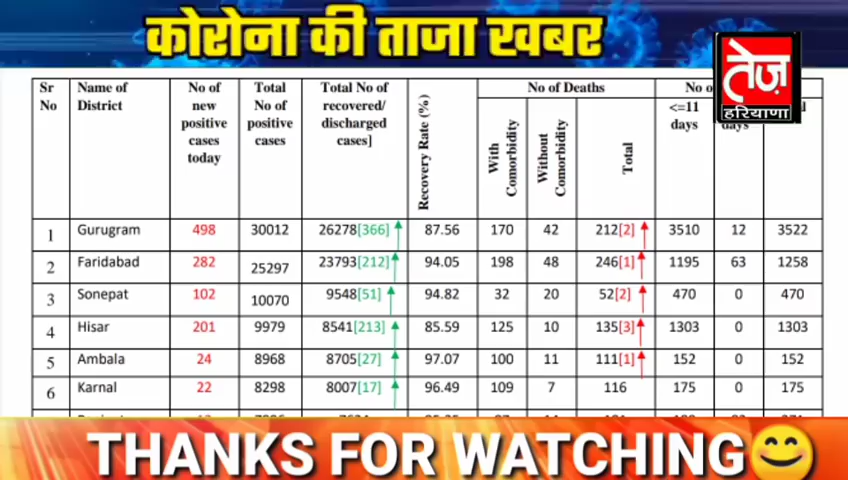 कोरोना की ताजा खबर
तेज़
हरियाणा
Sr No Name of District No of new positive cases today Total No of positive cases Total No of recovered/ discharged cases] Recovery Rate (%) No of Deaths No o
With Comorbidity Without Comorbidity Total <=11 days days
1 Gurugram 498 30012 26278[366] 87.56 170 42 212[2] 3510 12 3522
2 Faridabad 282 25297 23793[212] 94.05 198 48 246[1] 1195 63 1258
3 Sonepat 102 10070 9548[51] 94.82 32 20 52[2] 470 0 470
4 Hisar 201 9979 8541[213] 85.59 125 10 135[3] 1303 0 1303
5 Ambala 24 8968 8705[27] 97.07 100 11 111[1] 152 0 152
6 Karnal 22 8298 8007[17] 96.49 109 7 116 175 0 175
THANKS FOR WATCHING